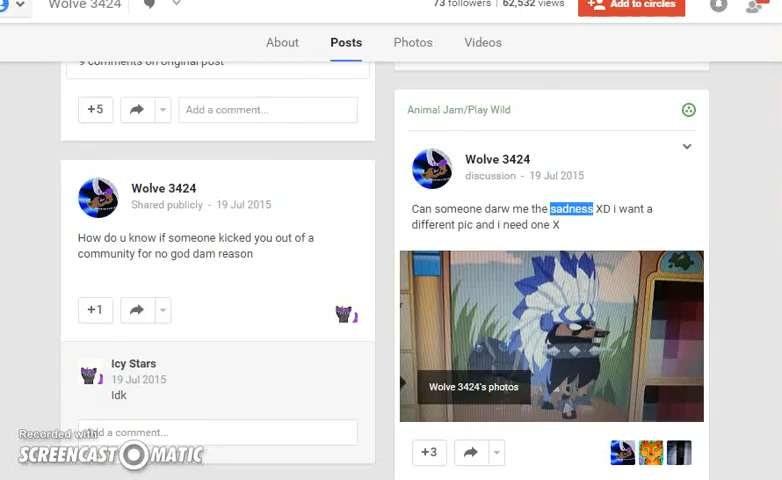 Wolve 3424
73 followers | 62,532 views
Add to circles
About
Posts
Photos
Videos
9 comments on original post
+5
Add a comment...
Wolve 3424
Shared publicly - 19 Jul 2015
How do u know if someone kicked you out of a
community for no god dam reason
+1
Icy Stars
19 Jul 2015
Idk
Add a comment...
Animal Jam/Play Wild
Wolve 3424
discussion - 19 Jul 2015
Can someone darw me the sadness XD i want a
different pic and i need one X
Wolve 3424's photos
+3
Recorded with
SCREENCAST MATIC